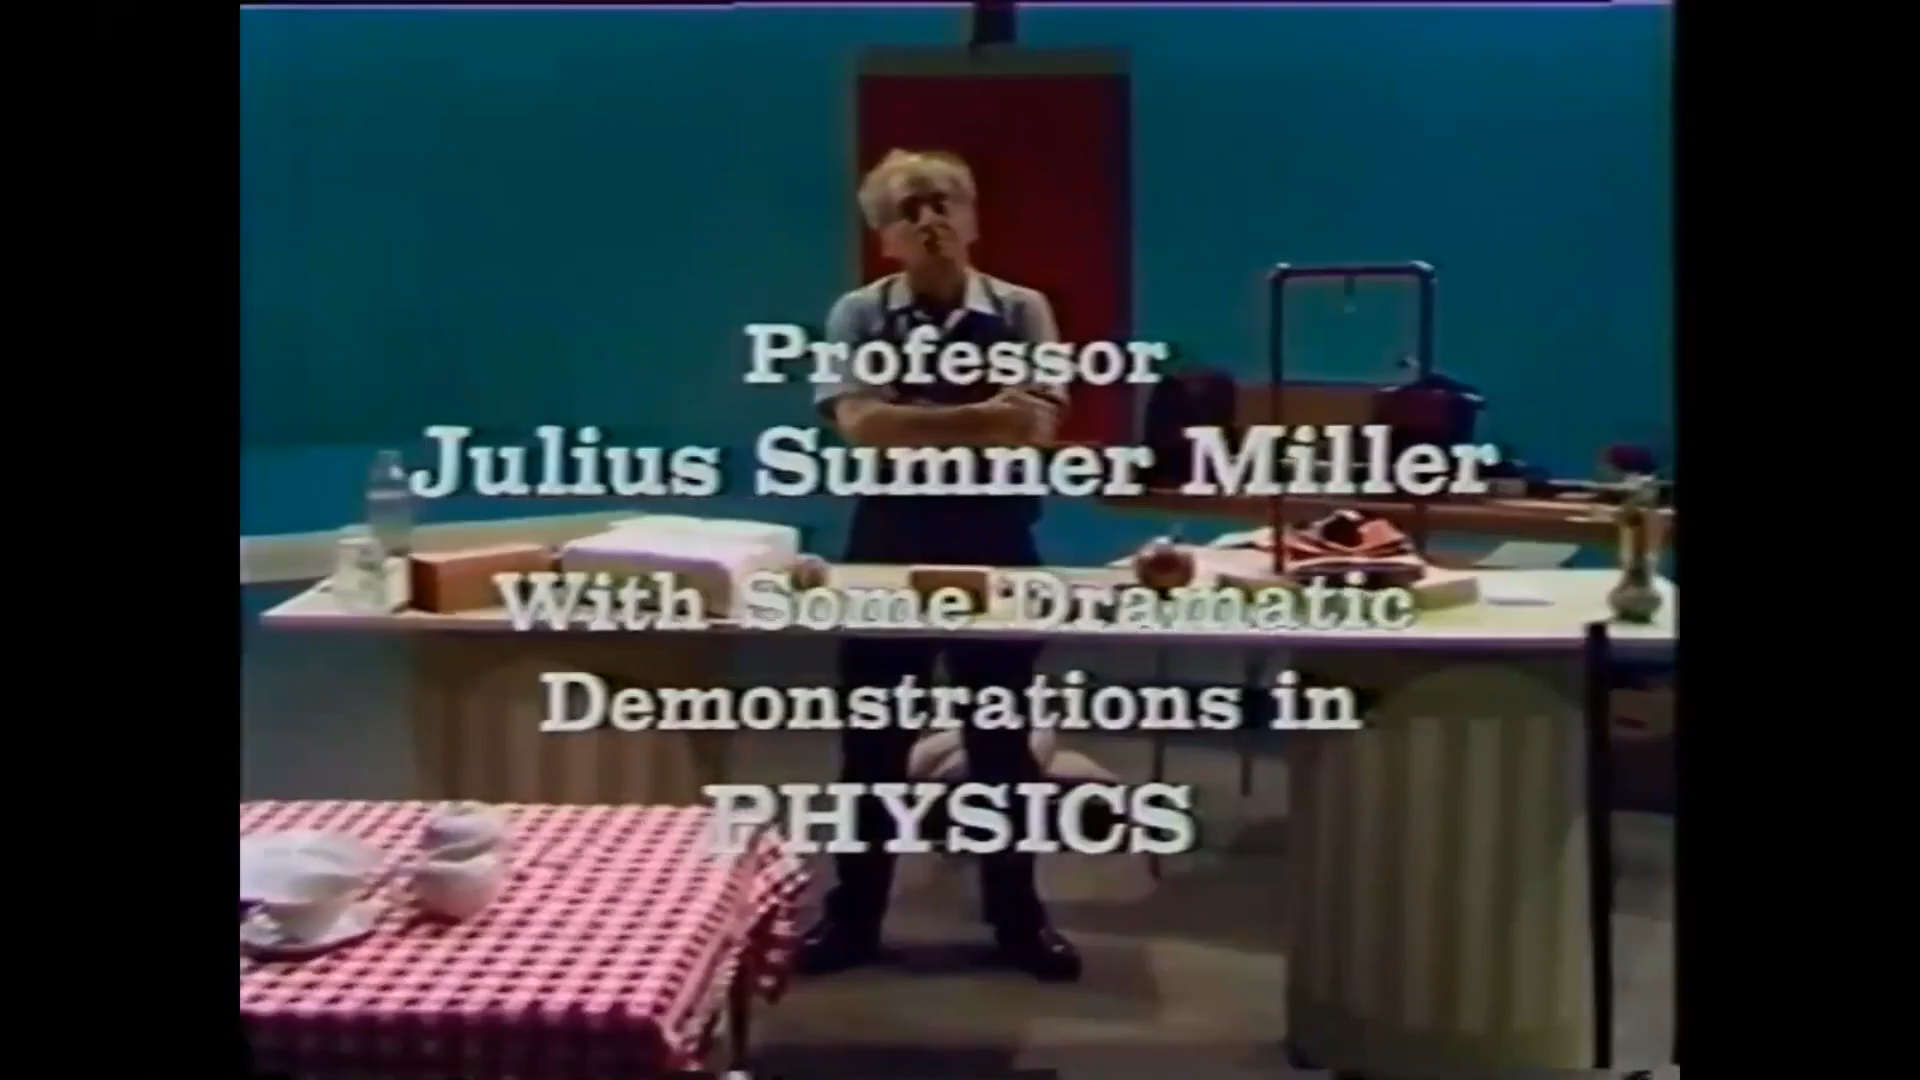 Professor
Julius Sumner Miller
With Some Dramatic
Demonstrations in
PHYSICS